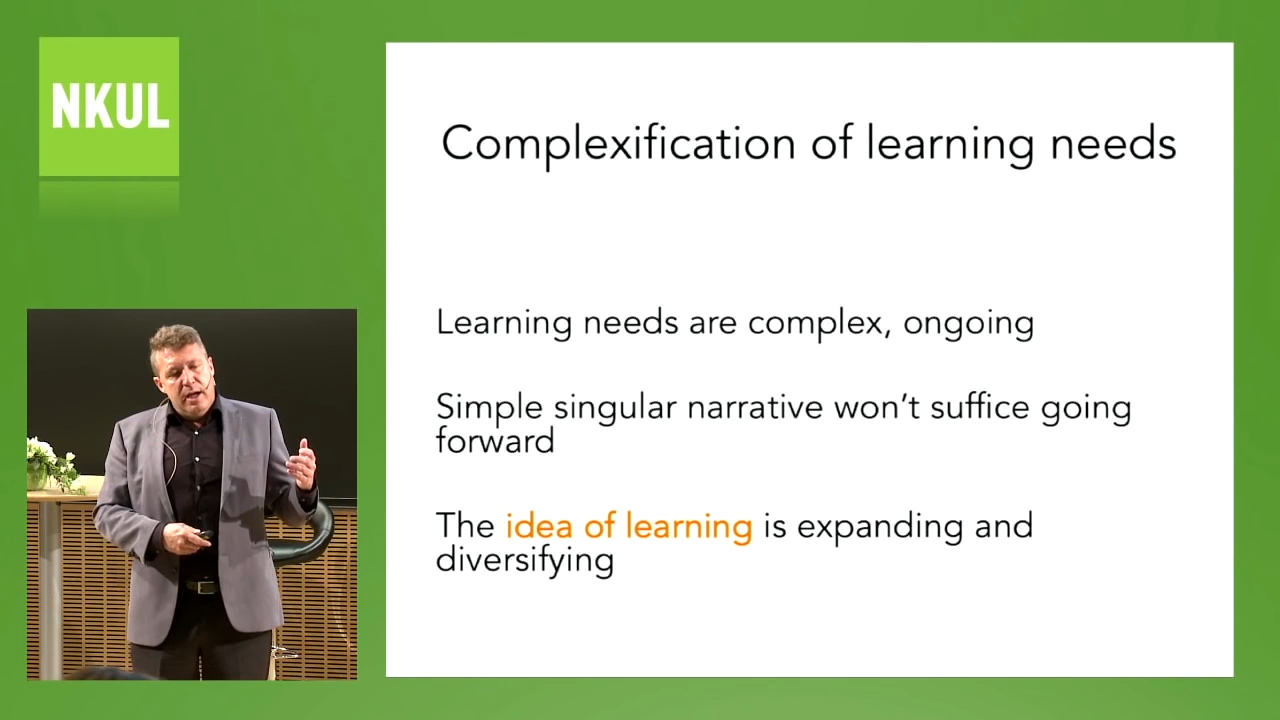 NKUL
Complexification of learning needs
Learning needs are complex, ongoing
Simple singular narrative won’t suffice going
forward
The idea of learning is expanding and
diversifying